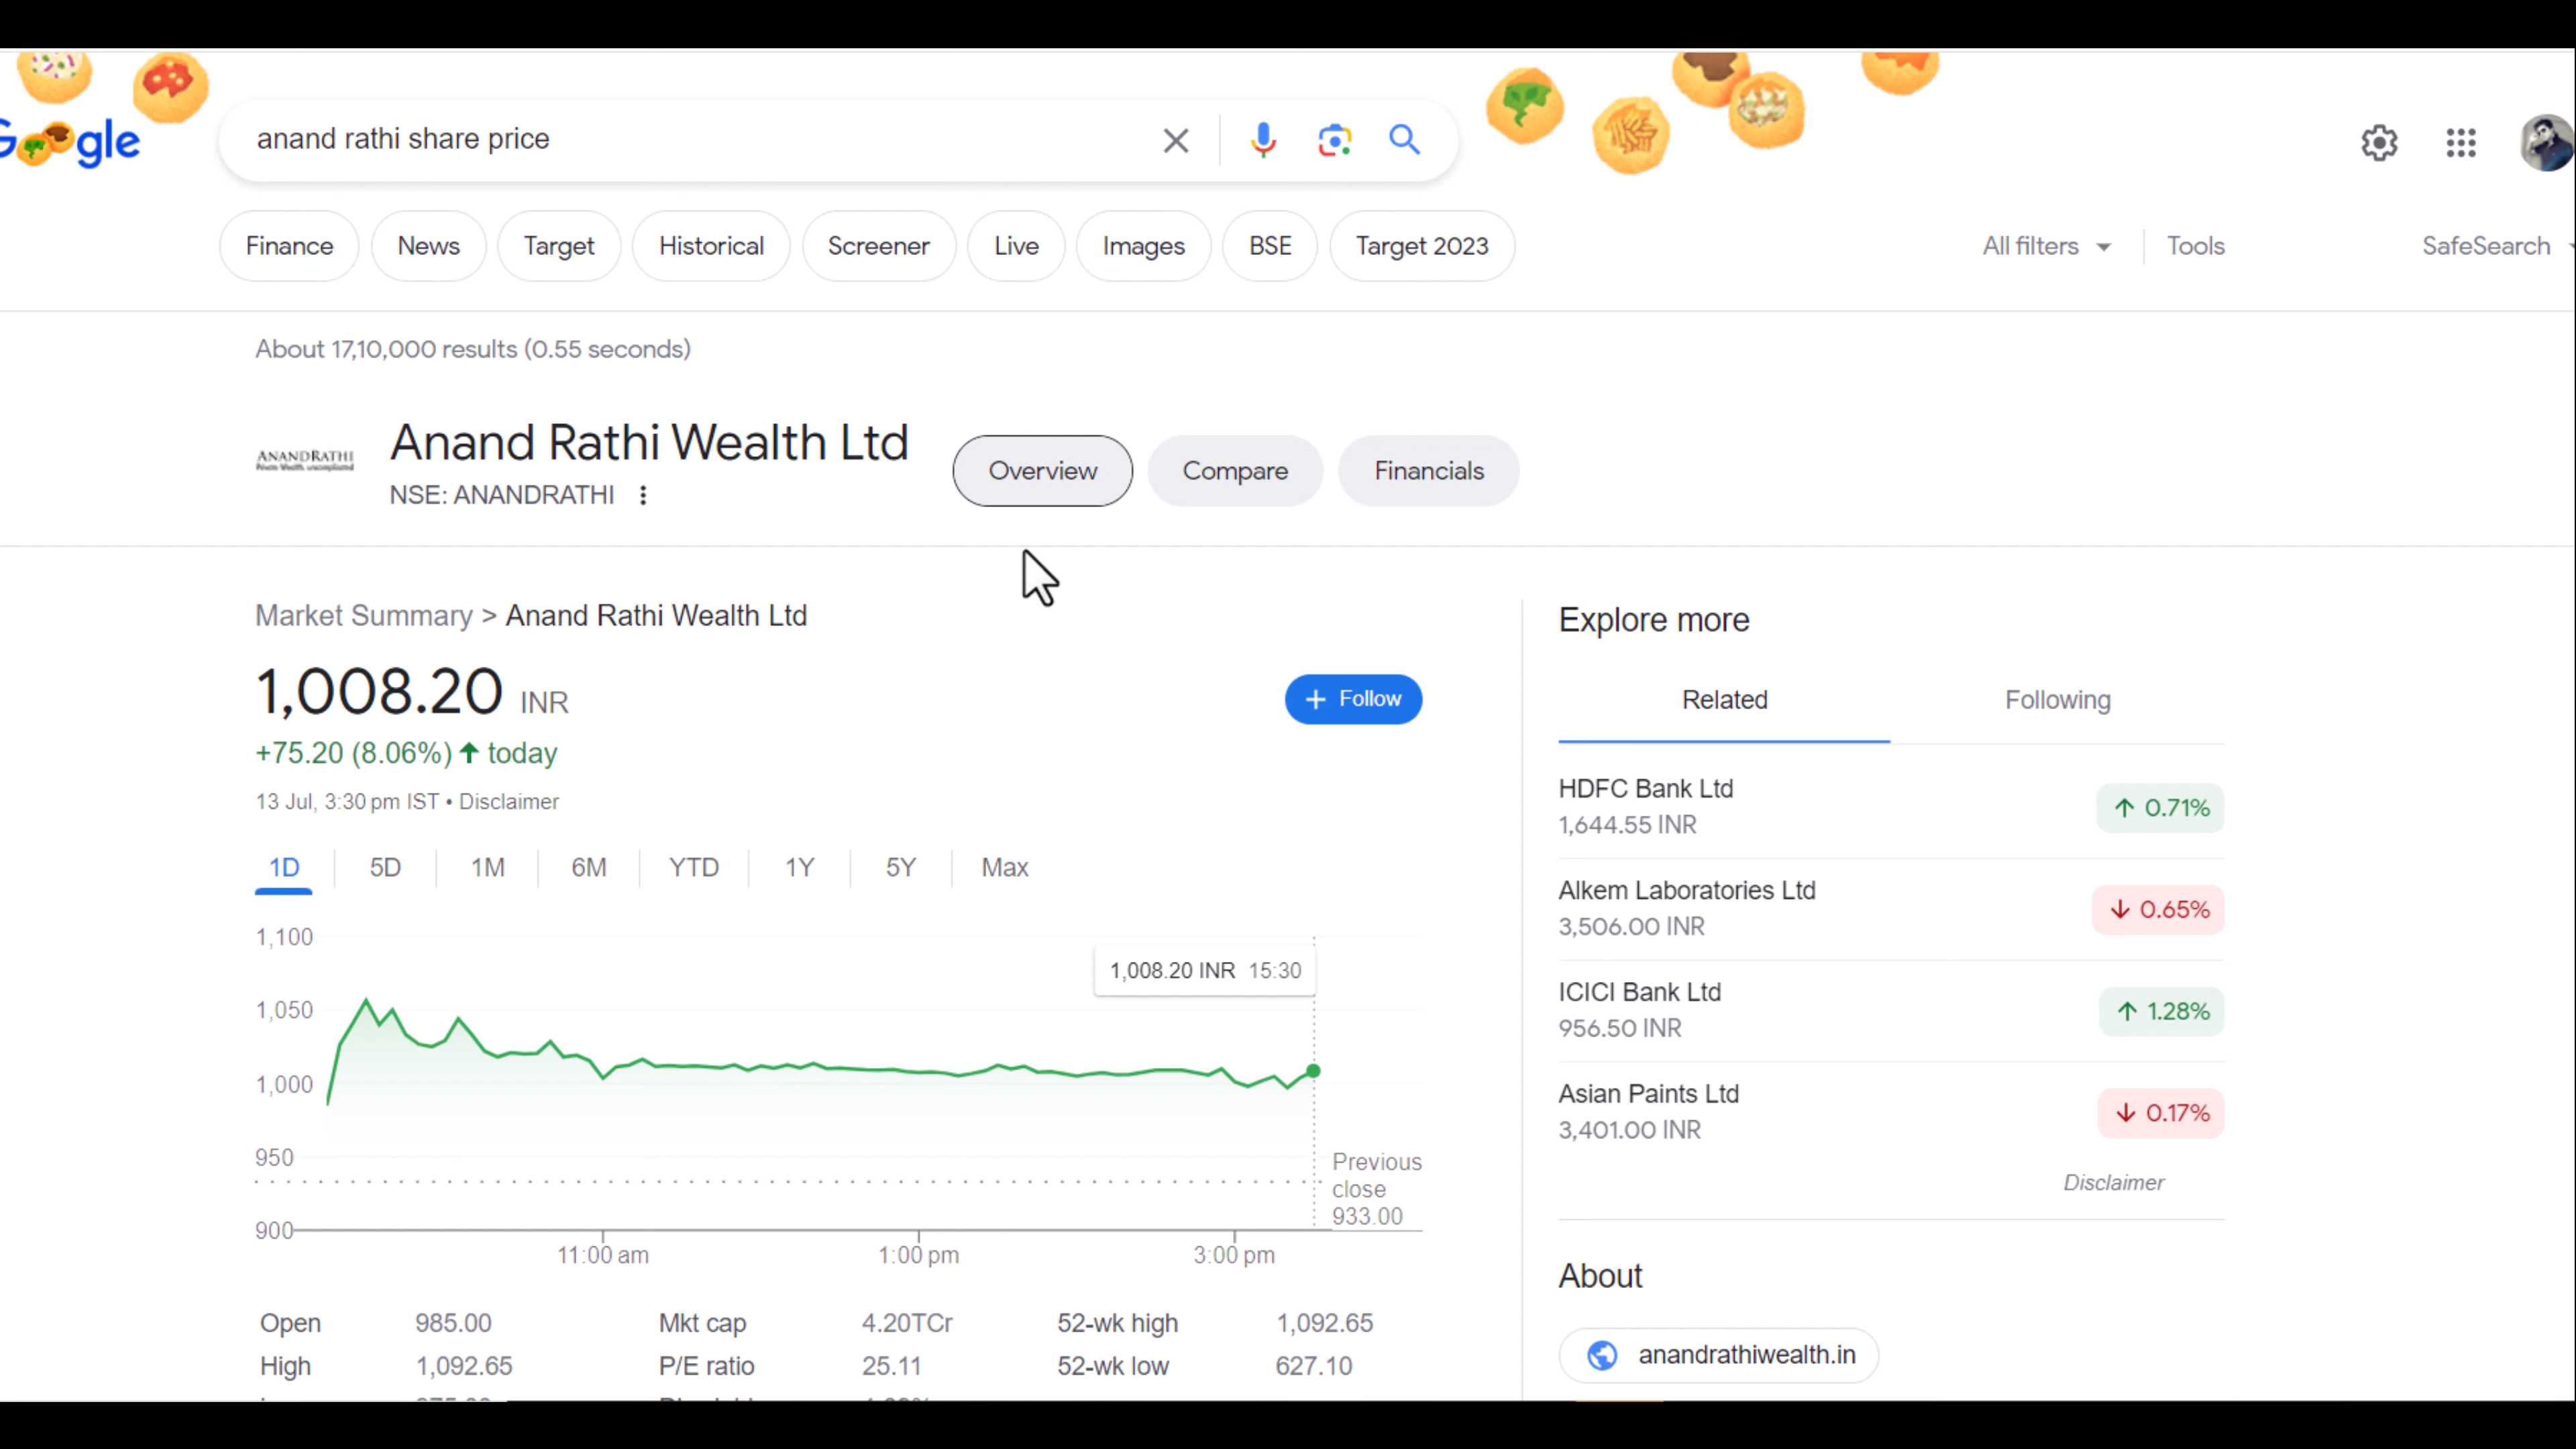 Google
anand rathi share price
Finance News Target Historical Screener Live Images BSE Target 2023 All filters Tools SafeSearch
About 17,10,000 results (0.55 seconds)
ANANDRATHI
Private Wealth. uncomplicated
Anand Rathi Wealth Ltd
NSE: ANANDRATHI
Overview Compare Financials
Market Summary > Anand Rathi Wealth Ltd
1,008.20 INR
+ Follow
+75.20 (8.06%) today
13 Jul, 3:30 pm IST • Disclaimer
1D 5D 1M 6M YTD 1Y 5Y Max
1,100
1,008.20 INR 15:30
1,050
1,000
950
Previous
close
933.00
900
11:00 am 1:00 pm 3:00 pm
Open 985.00 Mkt cap 4.20TCr 52-wk high 1,092.65
High 1,092.65 P/E ratio 25.11 52-wk low 627.10
Explore more
Related Following
HDFC Bank Ltd
1,644.55 INR
0.71%
Alkem Laboratories Ltd
3,506.00 INR
0.65%
ICICI Bank Ltd
956.50 INR
1.28%
Asian Paints Ltd
3,401.00 INR
0.17%
Disclaimer
About
anandrathiwealth.in